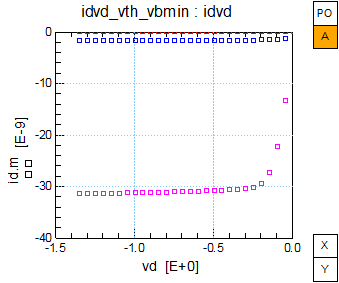 idvd_vth_vbmin : idvd
PO
A
0
-10
-20
-30
-40
id.m [E-9]
-1.5
-1.0
-0.5
0.0
vd [E+0]
X
Y